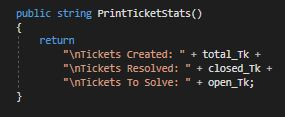 public string PrintTicketStats()
{
return
"\nTickets Created: " + total_Tk +
"\nTickets Resolved: " + closed_Tk +
"\nTickets To Solve: " + open_Tk;
}